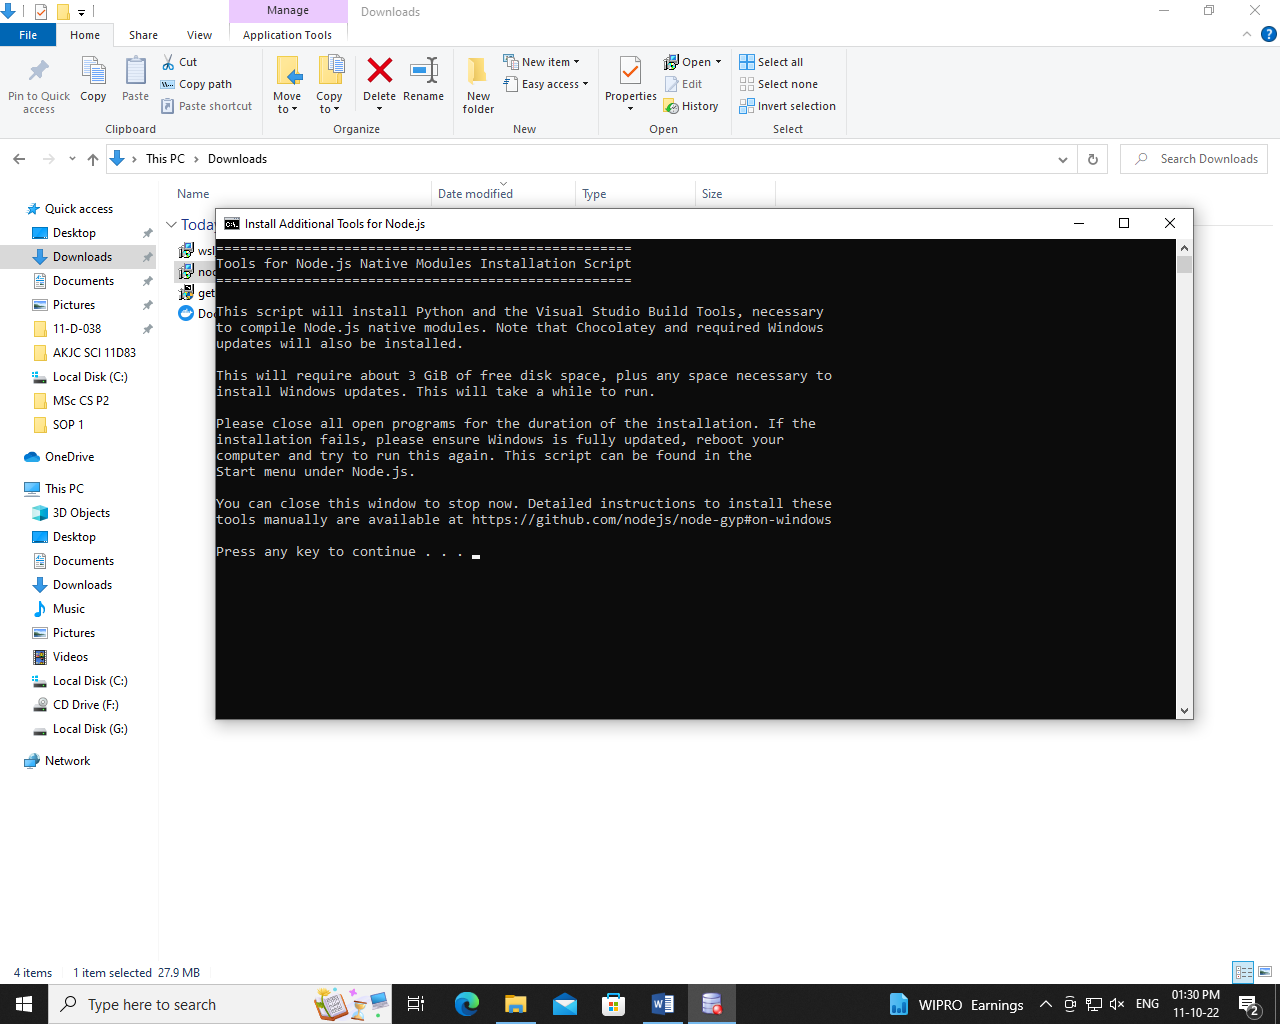 Manage
Downloads
File
Home
Share
View
Application Tools
Pin to Quick access
Copy
Paste
Cut
Copy path
Paste shortcut
Clipboard
Move to
Copy to
Delete
Rename
Organize
New folder
New item
Easy access
New
Properties
Open
Edit
History
Open
Select all
Select none
Invert selection
Select
This PC
Downloads
Search Downloads
Name
Date modified
Type
Size
Quick access
Desktop
Downloads
Documents
Pictures
11-D-038
AKJC SCI 11D83
Local Disk (C:)
MSc CS P2
SOP 1
OneDrive
This PC
3D Objects
Desktop
Documents
Downloads
Music
Pictures
Videos
Local Disk (C:)
CD Drive (F:)
Local Disk (G:)
Network
Install Additional Tools for Node.js
====================================================
Tools for Node.js Native Modules Installation Script
====================================================
This script will install Python and the Visual Studio Build Tools, necessary
to compile Node.js native modules. Note that Chocolatey and required Windows
updates will also be installed.
This will require about 3 GiB of free disk space, plus any space necessary to
install Windows updates. This will take a while to run.
Please close all open programs for the duration of the installation. If the
installation fails, please ensure Windows is fully updated, reboot your
computer and try to run this again. This script can be found in the
Start menu under Node.js.
You can close this window to stop now. Detailed instructions to install these
tools manually are available at https://github.com/nodejs/node-gyp#on-windows
Press any key to continue . . .
4 items
1 item selected 27.9 MB
Type here to search
WIPRO Earnings
ENG
01:30 PM
11-10-22
2